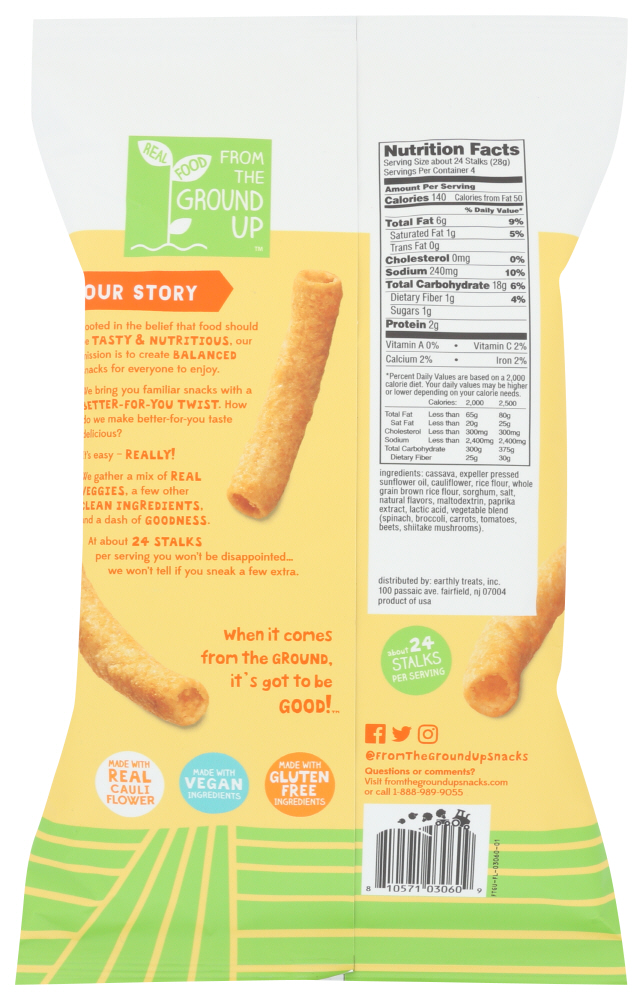 REAL FOOD
FROM
THE
GROUND
UP
™
OUR STORY
ooted in the belief that food should
e TASTY & NUTRITIOUS, our
ission is to create BALANCED
nacks for everyone to enjoy.
We bring you familiar snacks with a
BETTER-FOR-YOU TWIST. How
do we make better-for-you taste
delicious?
It's easy – REALLY!
We gather a mix of REAL
VEGGIES, a few other
CLEAN INGREDIENTS,
and a dash of GOODNESS.
At about 24 STALKS
per serving you won't be disappointed...
we won't tell if you sneak a few extra.
When it comes
from the GROUND,
it's got to be
GOOD!...
MADE WITH
REAL
CAULI
FLOWER
MADE WITH
VEGAN
INGREDIENTS
MADE WITH
GLUTEN
FREE
INGREDIENTS
Nutrition Facts
Serving Size about 24 Stalks (28g)
Servings Per Container 4
Amount Per Serving
Calories 140 Calories from Fat 50
% Daily Value*
Total Fat 6g 9%
Saturated Fat 1g 5%
Trans Fat 0g
Cholesterol 0mg 0%
Sodium 240mg 10%
Total Carbohydrate 18g 6%
Dietary Fiber 1g 4%
Sugars 1g
Protein 2g
Vitamin A 0% • Vitamin C 2%
Calcium 2% • Iron 2%
*Percent Daily Values are based on a 2,000
calorie diet. Your daily values may be higher
or lower depending on your calorie needs.
Calories: 2,000 2,500
Total Fat Less than 65g 80g
Sat Fat Less than 20g 25g
Cholesterol Less than 300mg 300mg
Sodium Less than 2,400mg 2,400mg
Total Carbohydrate 300g 375g
Dietary Fiber 25g 30g
ingredients: cassava, expeller pressed
sunflower oil, cauliflower, rice flour, whole
grain brown rice flour, sorghum, salt,
natural flavors, maltodextrin, paprika
extract, lactic acid, vegetable blend
(spinach, broccoli, carrots, tomatoes,
beets, shiitake mushrooms).
distributed by: earthly treats, inc.
100 passaic ave. fairfield, nj 07004
product of usa
about 24
STALKS
PER SERVING
@FromTheGroundupsnacks
Questions or comments?
Visit fromthegroundupsnacks.com
or call 1-888-989-9055
8 10571 03060 9
FTGU-FL-03060-01